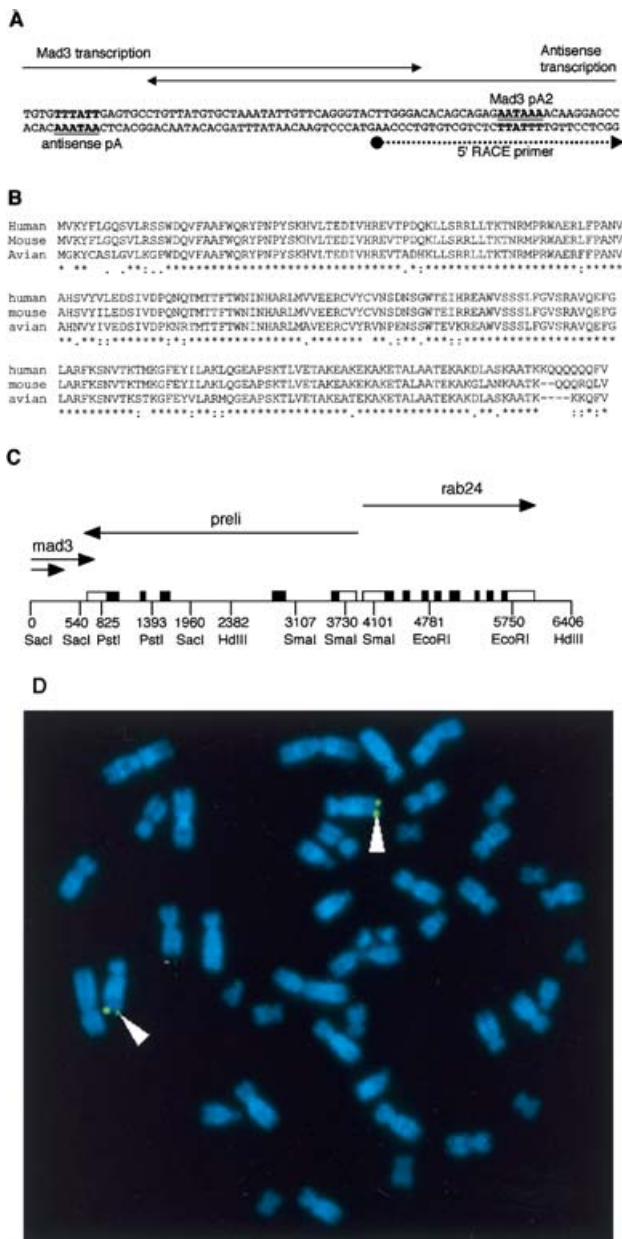 A
Mad3 transcription
Antisense transcription
Mad3 pA2
TGTGTTTATTGAGTGCCTGTTATGTGCTAAATATTGTTCAGGGTACTTGGGACACAGCAGAGAATAAAACAAGGAGCC
ACACAAATAACTCACGGACAATACACGATTTATAACAAGTCCCATGAACCCTGTGTCGTCTCTTATTTTGTTCCTCGG
antisense pA
5' RACE primer
B
Human MVKYFLGQSVLRSSWDQVFAAFWQRYPNPYSKHVLTEDIVHREVTPDQKLLSRRLLTKTNRMPRWAERLFPANV
Mouse MVKYFLGQSVLRSSWDQVFAAFWQRYPNPYSKHVLTEDIVHREVTPDQKLLSRRLLTKTNRMPRWAERLFPANV
Avian MGKYCASLGVLKGPWDQVFAAFWQRYPNPYSKHVLTEDIVHREVTADHKLLSRRLLTKTNRMPRWAERFFPANV
human AHSVYVLEDSIVDPQNQTMTTFTWNINHARLMVVEERCVYCVNSDNSGWTEIHREAWVSSSLFGVSRAVQEFG
mouse AHSVYILEDSIVDPQNQTMTTFTWNINHARLMVVEERCVYCVNSDNSGWTEIRREAWVSSSLFGVSRAVQEFG
avian AHNVYIVEDSIVDPKNRTMTTFTWNINHARLMAVEERCVYRVNPENSSWTEVKREAWVSSSLFGVSRAVQEFG
human LARFKSNVTKTMKGFEYILAKLQGEAPSKTLVETAKEAKEKAKETALAATEKAKDLASKAATKKQQQQQQFV
mouse LARFKSNVTKTMKGFEYILAKLQGEAPSKTLVETAKEAKEKAKETALAATEKAKGLANKAATK--QQQRQLV
avian LARFKSNVTKSTKGFEYVLARMQGEAPSKTLVETAKEATEKAKETALAATEKAKDLASKAATK----KKQFV
C
rab24
preli
mad3
0 540 825 1393 1960 2382 3107 3730 4101 4781 5750 6406
SacI SacI PstI PstI SacI HdIII SmaI SmaI SmaI EcoRI EcoRI HdIII
D